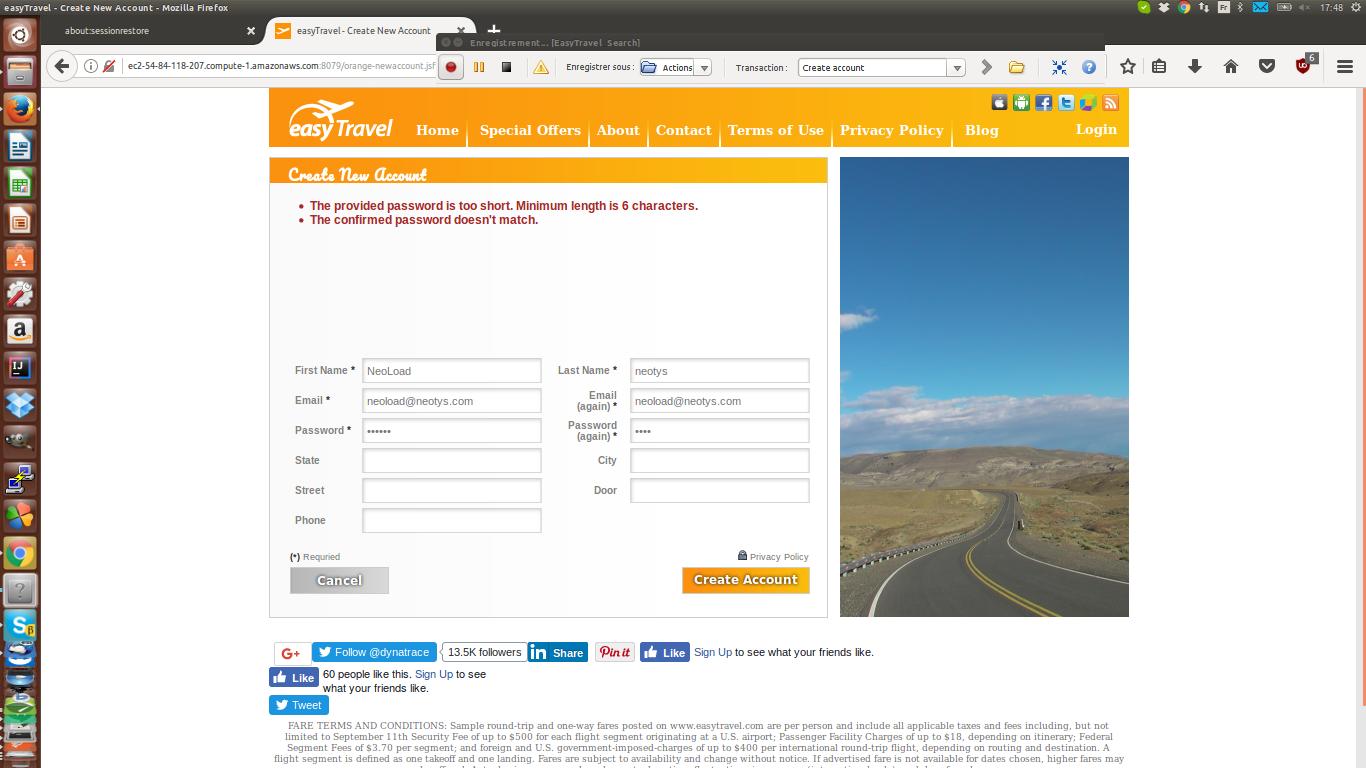 easyTravel - Create New Account - Mozilla Firefox
Fr
17:48
about:sessionrestore
easyTravel - Create New Account
Enregistrement... [EasyTravel_Search]
ec2-54-84-118-207.compute-1.amazonaws.com:8079/orange-newaccount.jsf
Enregistrer sous :
Actions
Transaction :
Create account
6
easyTravel
Home
Special Offers
About
Contact
Terms of Use
Privacy Policy
Blog
Login
Create New Account
• The provided password is too short. Minimum length is 6 characters.
• The confirmed password doesn't match.
First Name *
NeoLoad
Last Name *
neotys
Email *
neoload@neotys.com
Email
(again) *
neoload@neotys.com
Password *
••••••
Password
(again) *
••••
State
City
Street
Door
Phone
(*) Requried
Privacy Policy
Cancel
Create Account
G+
Follow @dynatrace
13.5K followers
in Share
Pin it
Like
Sign Up to see what your friends like.
Like
60 people like this. Sign Up to see
what your friends like.
Tweet
FARE TERMS AND CONDITIONS: Sample round-trip and one-way fares posted on www.easytravel.com are per person and include all applicable taxes and fees including, but not
limited to September 11th Security Fee of up to $500 for each flight segment originating at a U.S. airport; Passenger Facility Charges of up to $18, depending on itinerary; Federal
Segment Fees of $3.70 per segment; and foreign and U.S. government-imposed-charges of up to $400 per international round-trip flight, depending on routing and destination. A
flight segment is defined as one takeoff and one landing. Fares are subject to availability and change without notice. If advertised fare is not available for dates chosen, higher fares may